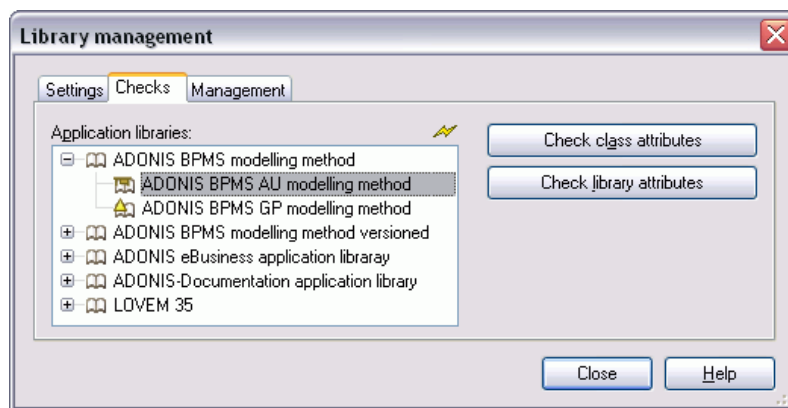 Library management
Settings Checks Management
Application libraries:
Check class attributes
ADONIS BPMS modelling method
ADONIS BPMS AU modelling method
Check library attributes
ADONIS BPMS GP modelling method
ADONIS BPMS modelling method versioned
ADONIS eBusiness application libraray
ADONIS-Documentation application library
LOVEM 35
Close Help